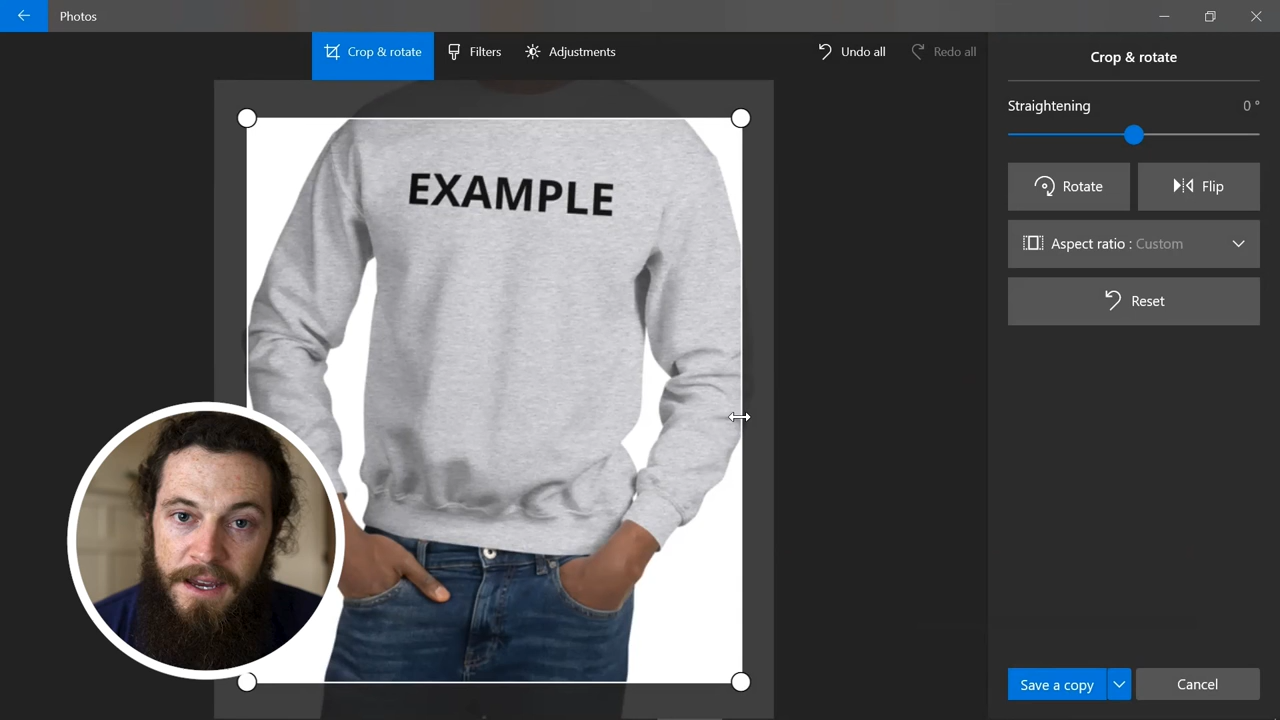 Photos
Crop & rotate
Filters
Adjustments
Undo all
Redo all
Crop & rotate
Straightening
0 °
Rotate
Flip
Aspect ratio : Custom
Reset
EXAMPLE
Save a copy
Cancel